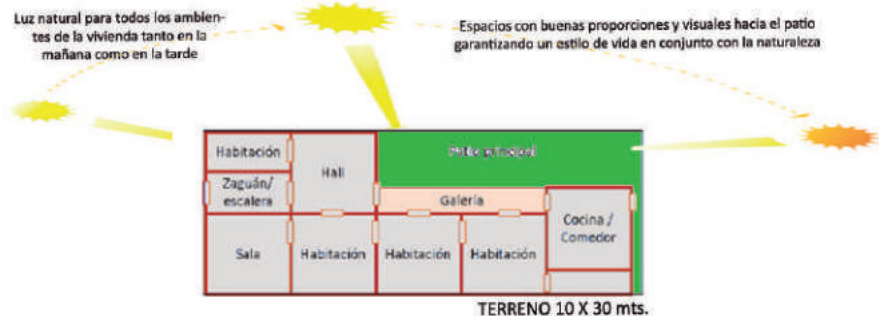 Luz natural para todos los ambien-
tes de la vivienda tanto en la
mañana como en la tarde
Espacios con buenas proporciones y visuales hacia el patio
garantizando un estilo de vida en conjunto con la naturaleza
Habitación
Hall
Patio principal
Zaguán/
escalera
Galería
Cocina /
Comedor
Sala
Habitación
Habitación
Habitación
TERRENO 10 X 30 mts.